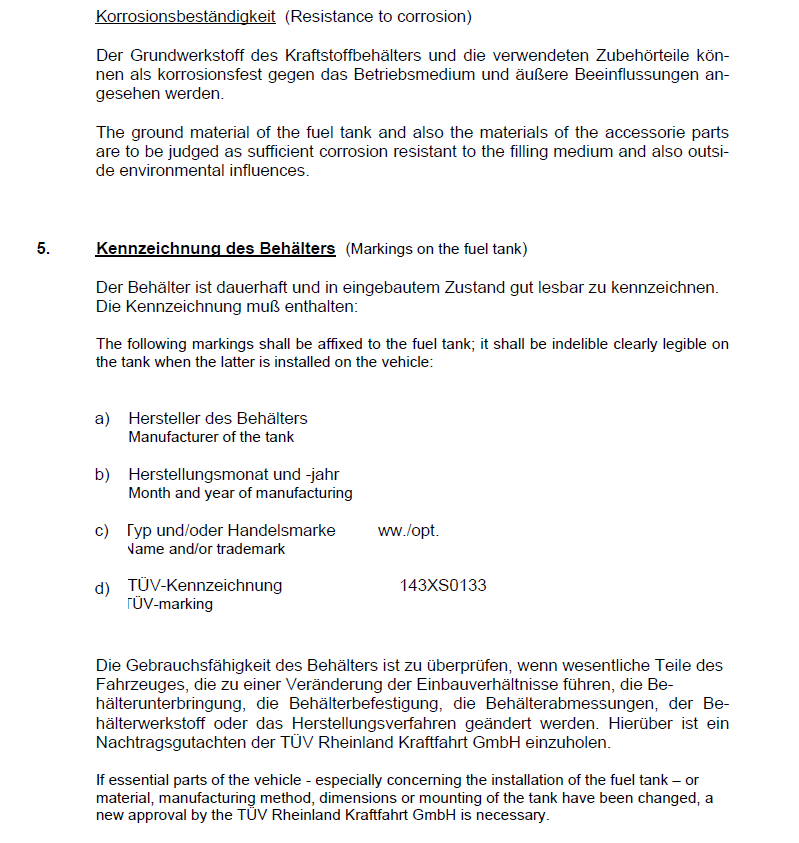 Korrosionsbeständigkeit (Resistance to corrosion)
Der Grundwerkstoff des Kraftstoffbehälters und die verwendeten Zubehörteile kön-
nen als korrosionsfest gegen das Betriebsmedium und äußere Beeinflussungen an-
gesehen werden.
The ground material of the fuel tank and also the materials of the accessorie parts
are to be judged as sufficient corrosion resistant to the filling medium and also outsi-
de environmental influences.
5. Kennzeichnung des Behälters (Markings on the fuel tank)
Der Behälter ist dauerhaft und in eingebautem Zustand gut lesbar zu kennzeichnen.
Die Kennzeichnung muß enthalten:
The following markings shall be affixed to the fuel tank; it shall be indelible clearly legible on
the tank when the latter is installed on the vehicle:
a) Hersteller des Behälters
Manufacturer of the tank
b) Herstellungsmonat und -jahr
Month and year of manufacturing
c) Typ und/oder Handelsmarke ww./opt.
Name and/or trademark
d) TÜV-Kennzeichnung 143XS0133
TÜV-marking
Die Gebrauchsfähigkeit des Behälters ist zu überprüfen, wenn wesentliche Teile des
Fahrzeuges, die zu einer Veränderung der Einbauverhältnisse führen, die Be-
hälterunterbringung, die Behälterbefestigung, die Behälterabmessungen, der Be-
hälterwerkstoff oder das Herstellungsverfahren geändert werden. Hierüber ist ein
Nachtragsgutachten der TÜV Rheinland Kraftfahrt GmbH einzuholen.
If essential parts of the vehicle - especially concerning the installation of the fuel tank – or
material, manufacturing method, dimensions or mounting of the tank have been changed, a
new approval by the TÜV Rheinland Kraftfahrt GmbH is necessary.